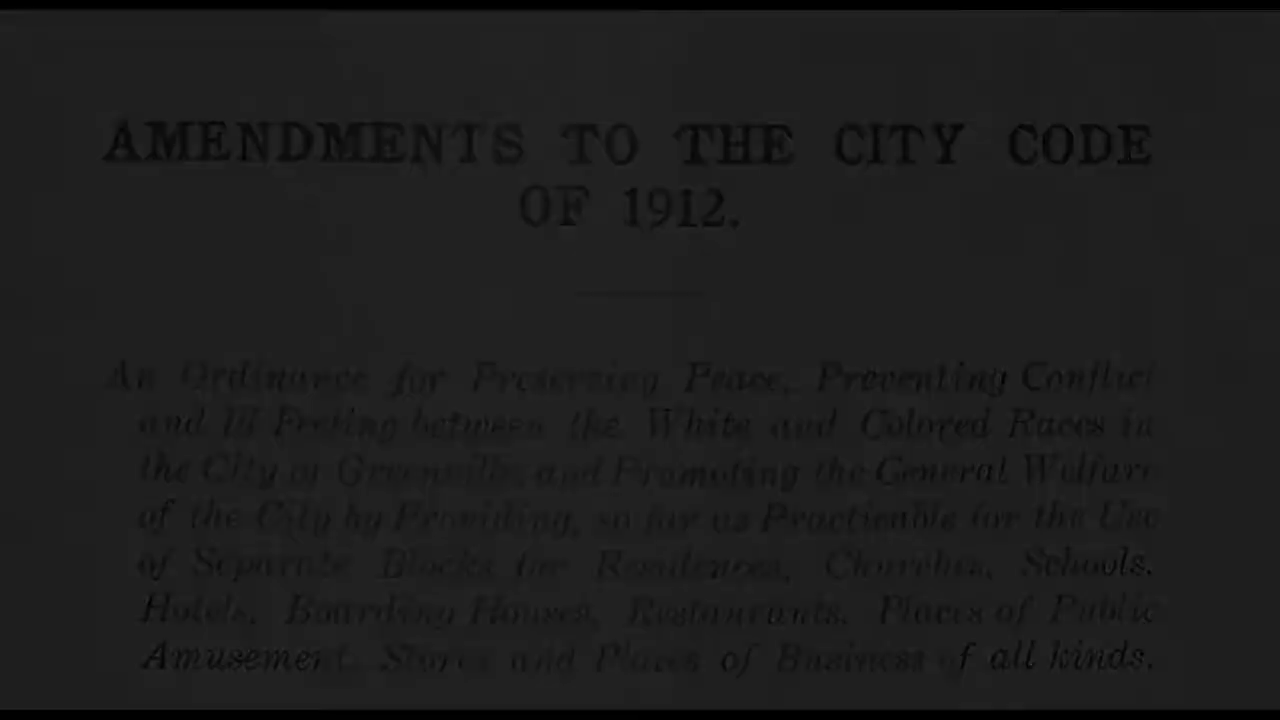 AMENDMENTS TO THE CITY CODE
OF 1912.
An Ordinance for Preserving Peace, Preventing Conflict
and Ill Feeling between the White and Colored Races in
the City of Greenville and Promoting the General Welfare
of the City by Providing, so far as Practicable for the Use
of Separate Blocks for Residences, Churches, Schools,
Hotels, Boarding Houses, Restaurants, Places of Public
Amusement, Stores and Places of Business of all kinds.